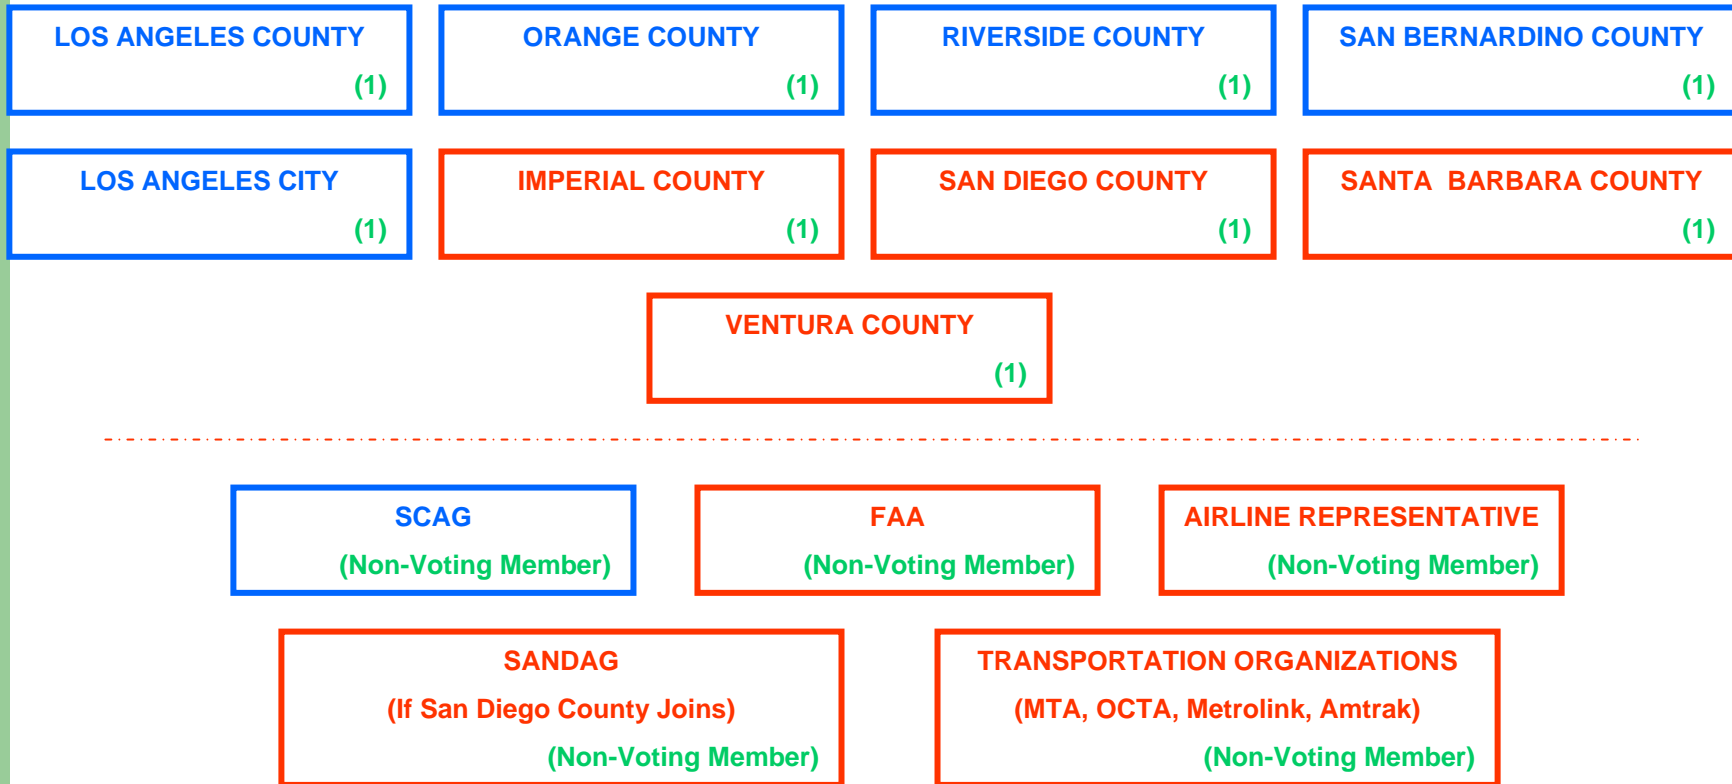 LOS ANGELES COUNTY
(1)
ORANGE COUNTY
(1)
RIVERSIDE COUNTY
(1)
SAN BERNARDINO COUNTY
(1)
LOS ANGELES CITY
(1)
IMPERIAL COUNTY
(1)
SAN DIEGO COUNTY
(1)
SANTA  BARBARA COUNTY
(1)
VENTURA COUNTY
(1)
SCAG
(Non-Voting Member)
FAA
(Non-Voting Member)
AIRLINE REPRESENTATIVE
(Non-Voting Member)
SANDAG
(If San Diego County Joins)
(Non-Voting Member)
TRANSPORTATION ORGANIZATIONS
(MTA, OCTA, Metrolink, Amtrak)
(Non-Voting Member)